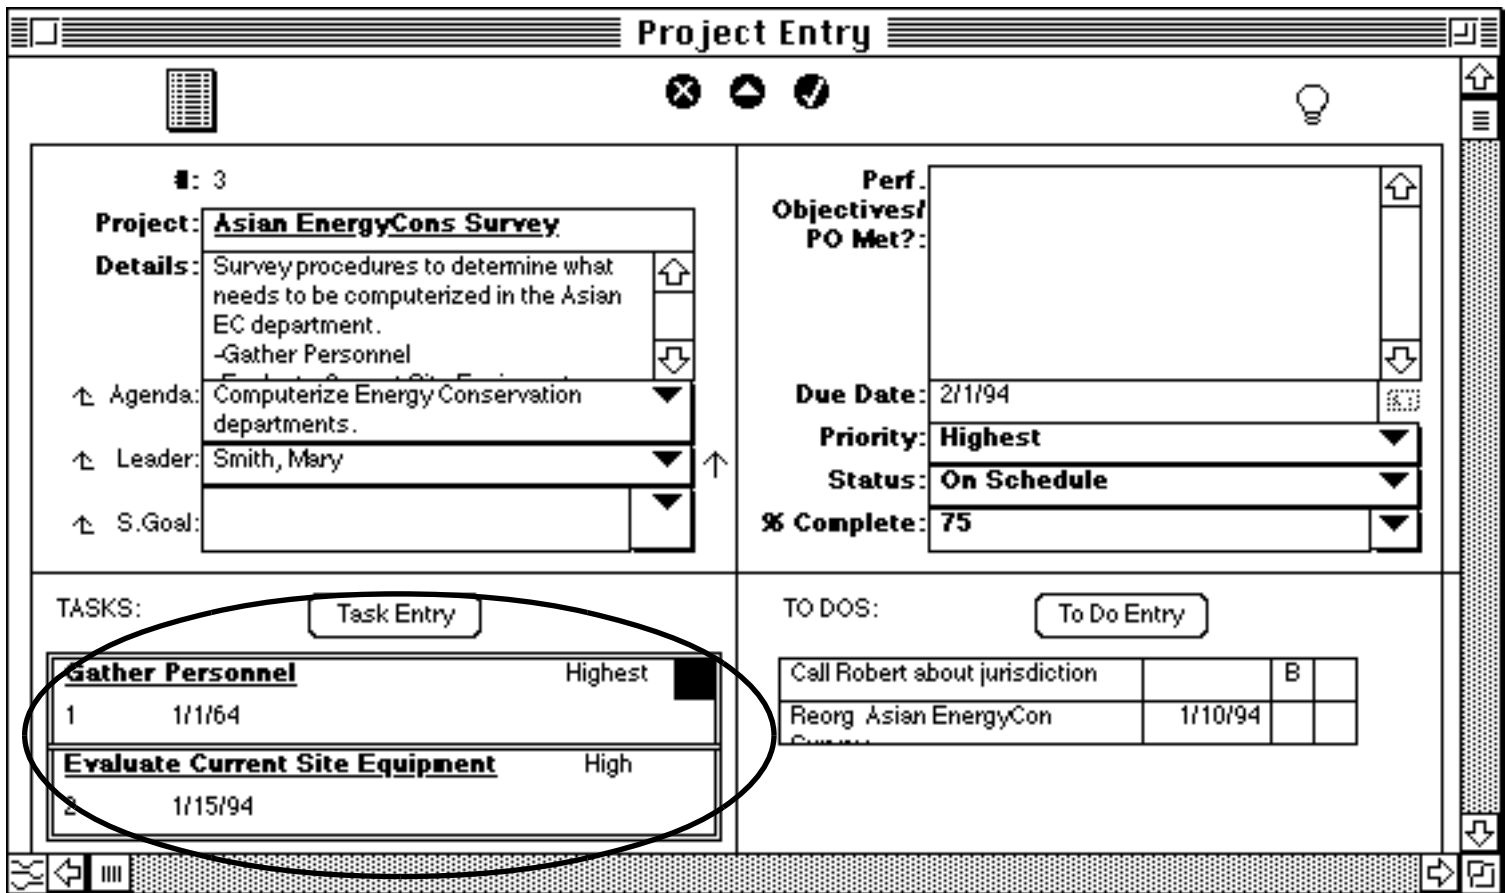 Project Entry
#: 3
Project: Asian EnergyCons Survey
Details: Survey procedures to determine what
needs to be computerized in the Asian
EC department.
-Gather Personnel
Agenda: Computerize Energy Conservation
departments.
Leader: Smith, Mary
S.Goal:
Perf.
Objectives/
PO Met?:
Due Date: 2/1/94
Priority: Highest
Status: On Schedule
% Complete: 75
TASKS: Task Entry
Gather Personnel Highest
1 1/1/64
Evaluate Current Site Equipment High
2 1/15/94
TO DOS: To Do Entry
Call Robert about jurisdiction B
Reorg Asian EnergyCon 1/10/94